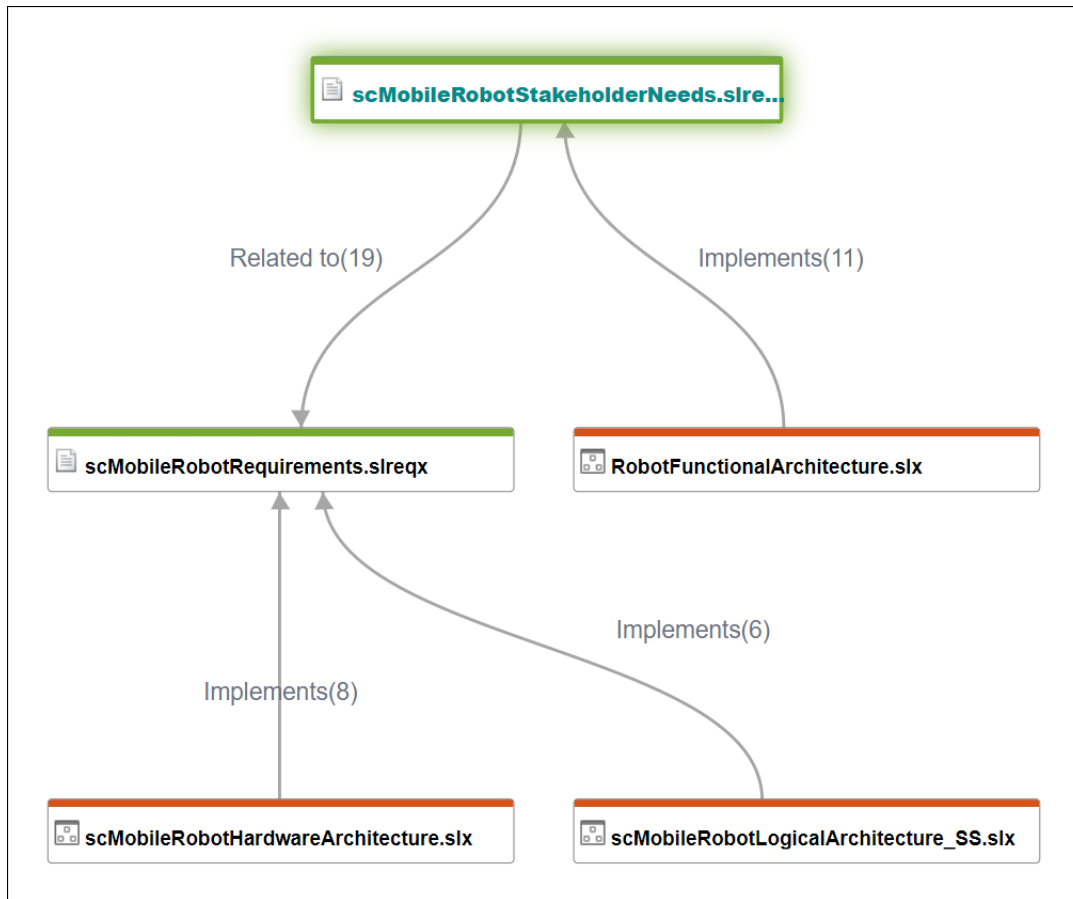 scMobileRobotStakeholderNeeds.slre...
Related to(19)
Implements(11)
scMobileRobotRequirements.slreqx
RobotFunctionalArchitecture.slx
Implements(6)
Implements(8)
scMobileRobotHardwareArchitecture.slx
scMobileRobotLogicalArchitecture_SS.slx